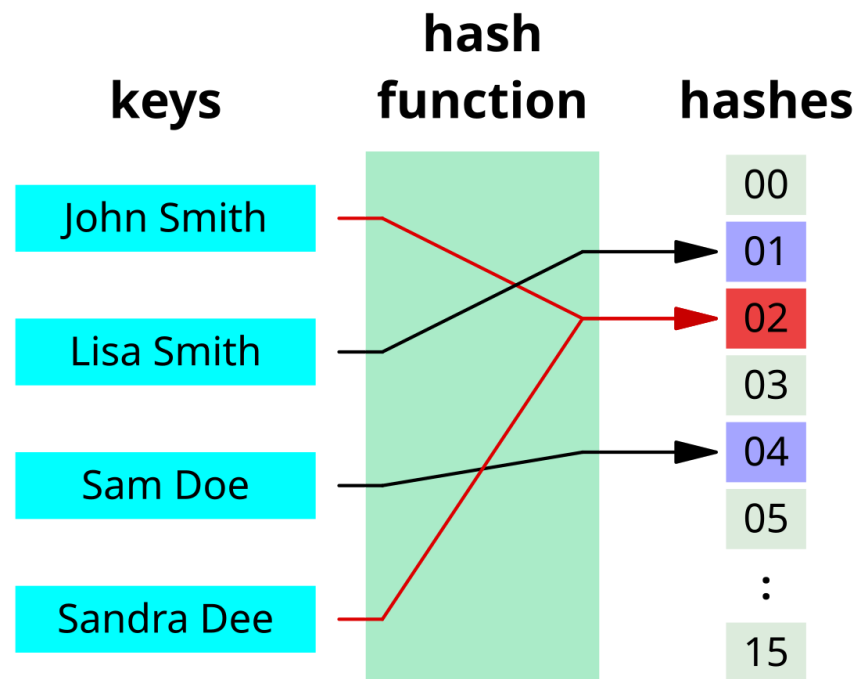 keys
hash
function
hashes
John Smith
Lisa Smith
Sam Doe
Sandra Dee
00
01
02
03
04
05
:
15